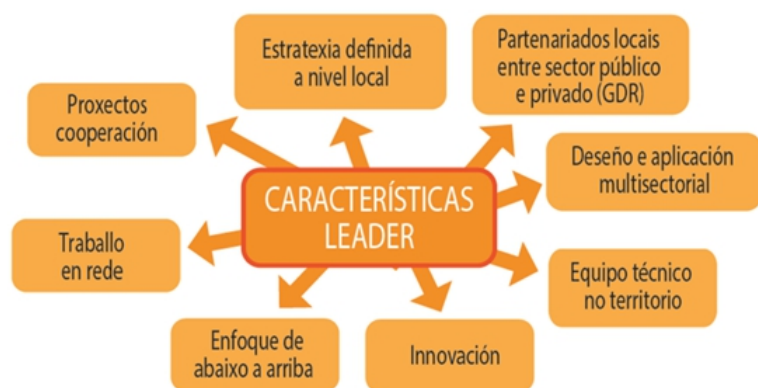 Estratexia definida
a nivel local
Partenariados locais
entre sector público
e privado (GDR)
Proxectos
cooperación
Deseño e aplicación
multisectorial
CARACTERÍSTICAS
LEADER
Traballo
en rede
Equipo técnico
no territorio
Enfoque de
abaixo a arriba
Innovación